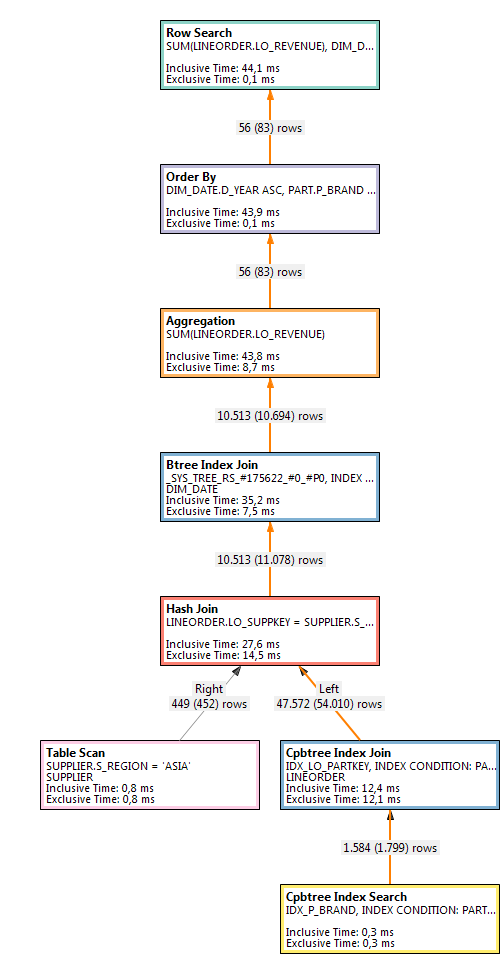 Row Search
SUM(LINEORDER.LO_REVENUE), DIM_D...
Inclusive Time: 44,1 ms
Exclusive Time: 0,1 ms
56 (83) rows
Order By
DIM_DATE.D_YEAR ASC, PART.P_BRAND ...
Inclusive Time: 43,9 ms
Exclusive Time: 0,1 ms
56 (83) rows
Aggregation
SUM(LINEORDER.LO_REVENUE)
Inclusive Time: 43,8 ms
Exclusive Time: 8,7 ms
10.513 (10.694) rows
Btree Index Join
_SYS_TREE_RS_#175622_#0_#P0, INDEX ...
DIM_DATE
Inclusive Time: 35,2 ms
Exclusive Time: 7,5 ms
10.513 (11.078) rows
Hash Join
LINEORDER.LO_SUPPKEY = SUPPLIER.S_...
Inclusive Time: 27,6 ms
Exclusive Time: 14,5 ms
Right
449 (452) rows
Left
47.572 (54.010) rows
Table Scan
SUPPLIER.S_REGION = 'ASIA'
SUPPLIER
Inclusive Time: 0,8 ms
Exclusive Time: 0,8 ms
Cpbtree Index Join
IDX_LO_PARTKEY, INDEX CONDITION: PA...
LINEORDER
Inclusive Time: 12,4 ms
Exclusive Time: 12,1 ms
1.584 (1.799) rows
Cpbtree Index Search
IDX_P_BRAND, INDEX CONDITION: PART...
Inclusive Time: 0,3 ms
Exclusive Time: 0,3 ms